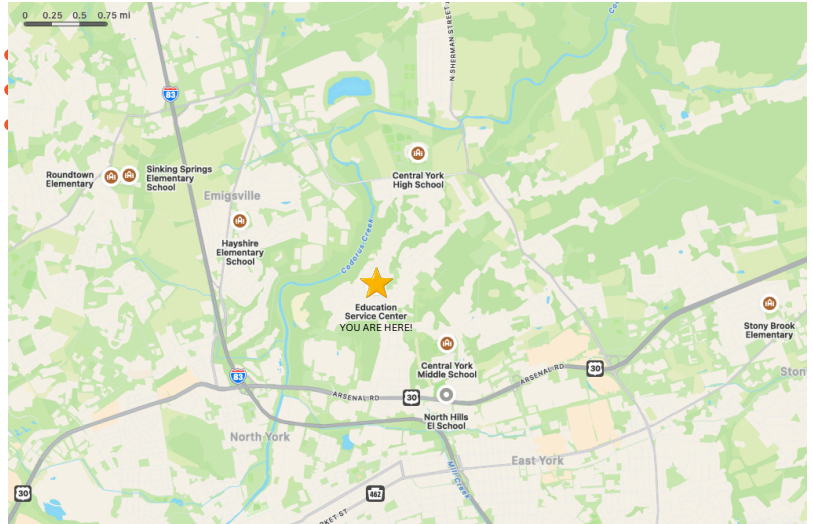 0 0.25 0.5 0.75 mi
N SHERMAN STREET
83
Roundtown
Elementary
Sinking Springs
Elementary
School
Central York
High School
Emigsville
Hayshire
Elementary
School
Codorus Creek
Education
Service Center
YOU ARE HERE!
Stony Brook
Elementary
Central York
Middle School
83
ARSENAL RD
30
ARSENAL RD
30
Ston
North Hills
El School
North York
East York
Mill Creek
30
462
KET ST